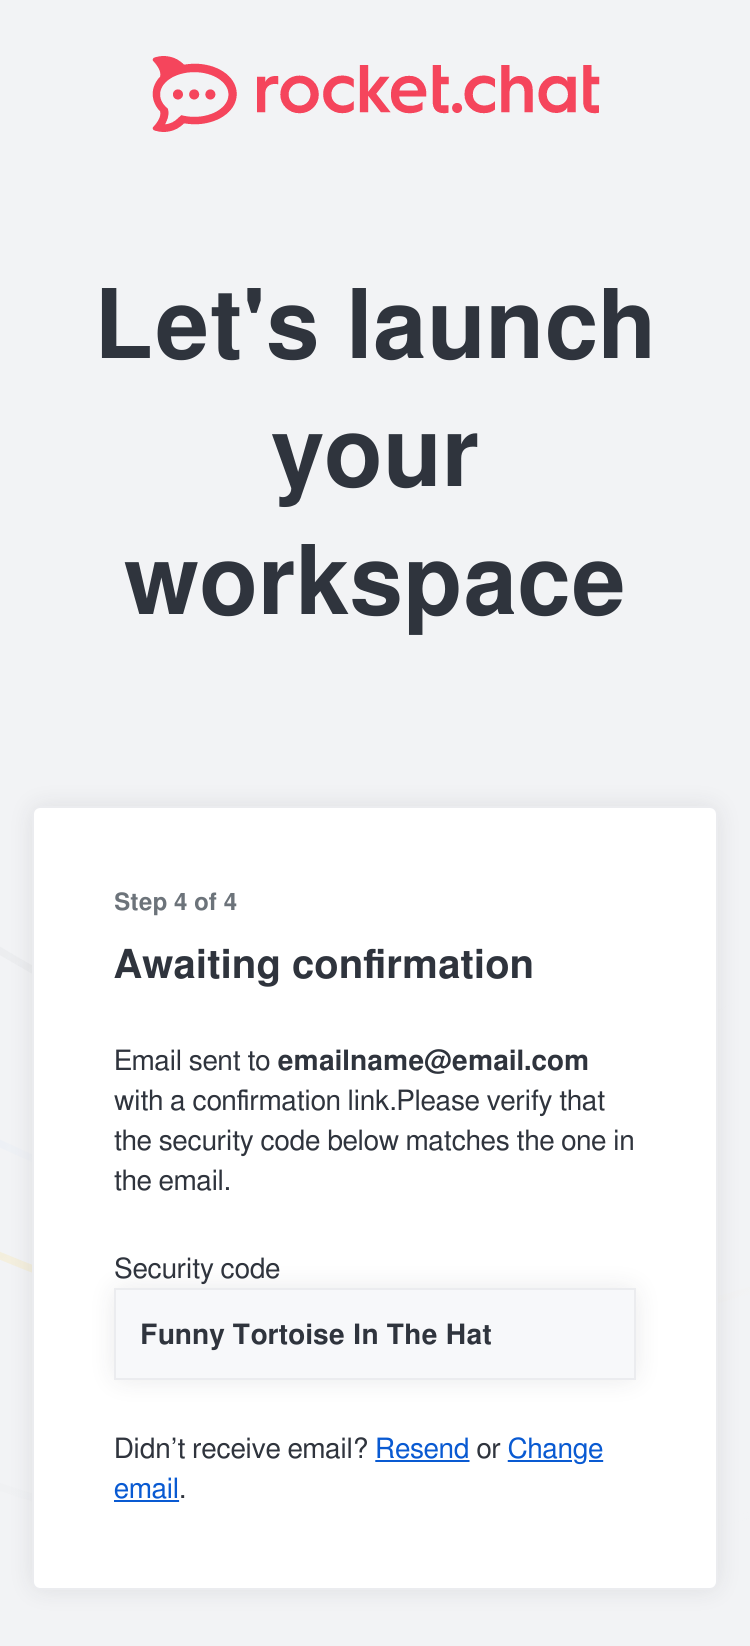 rocket.chat
Let's launch
your
workspace
Step 4 of 4
Awaiting confirmation
Email sent to emailname@email.com
with a confirmation link.Please verify that
the security code below matches the one in
the email.
Security code
Funny Tortoise In The Hat
Didn’t receive email? Resend or Change
email.